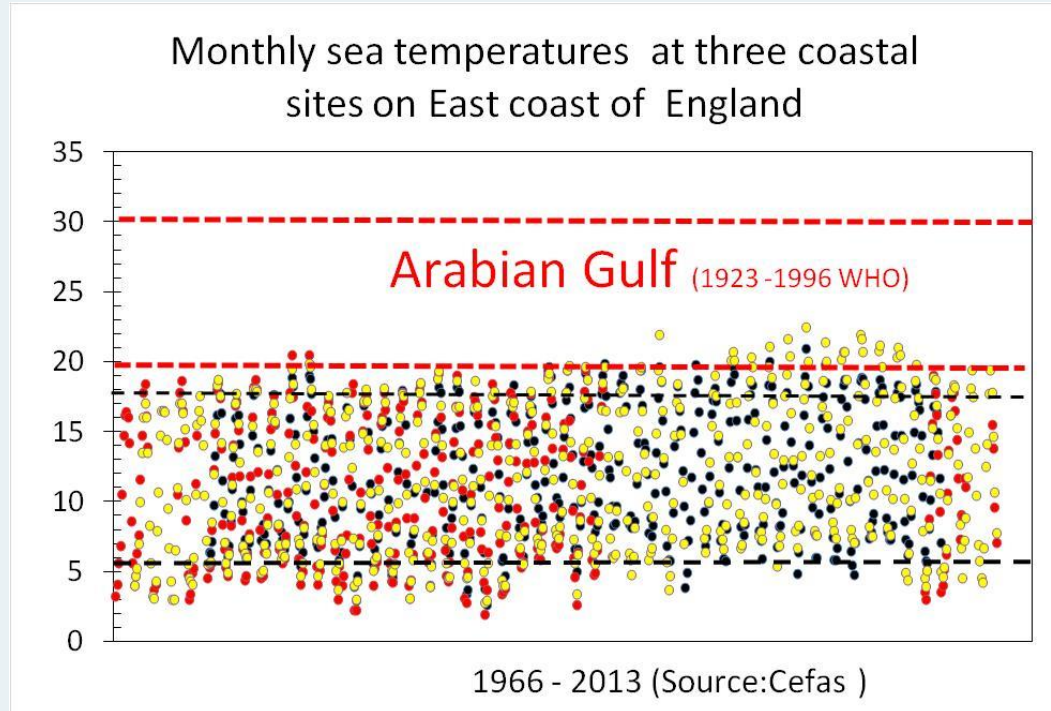 Monthly sea temperatures at three coastal
sites on East coast of England
35
30
Arabian Gulf (1923 -1996 WHO)
25
20
15
10
5
0
1966 - 2013 (Source:Cefas )